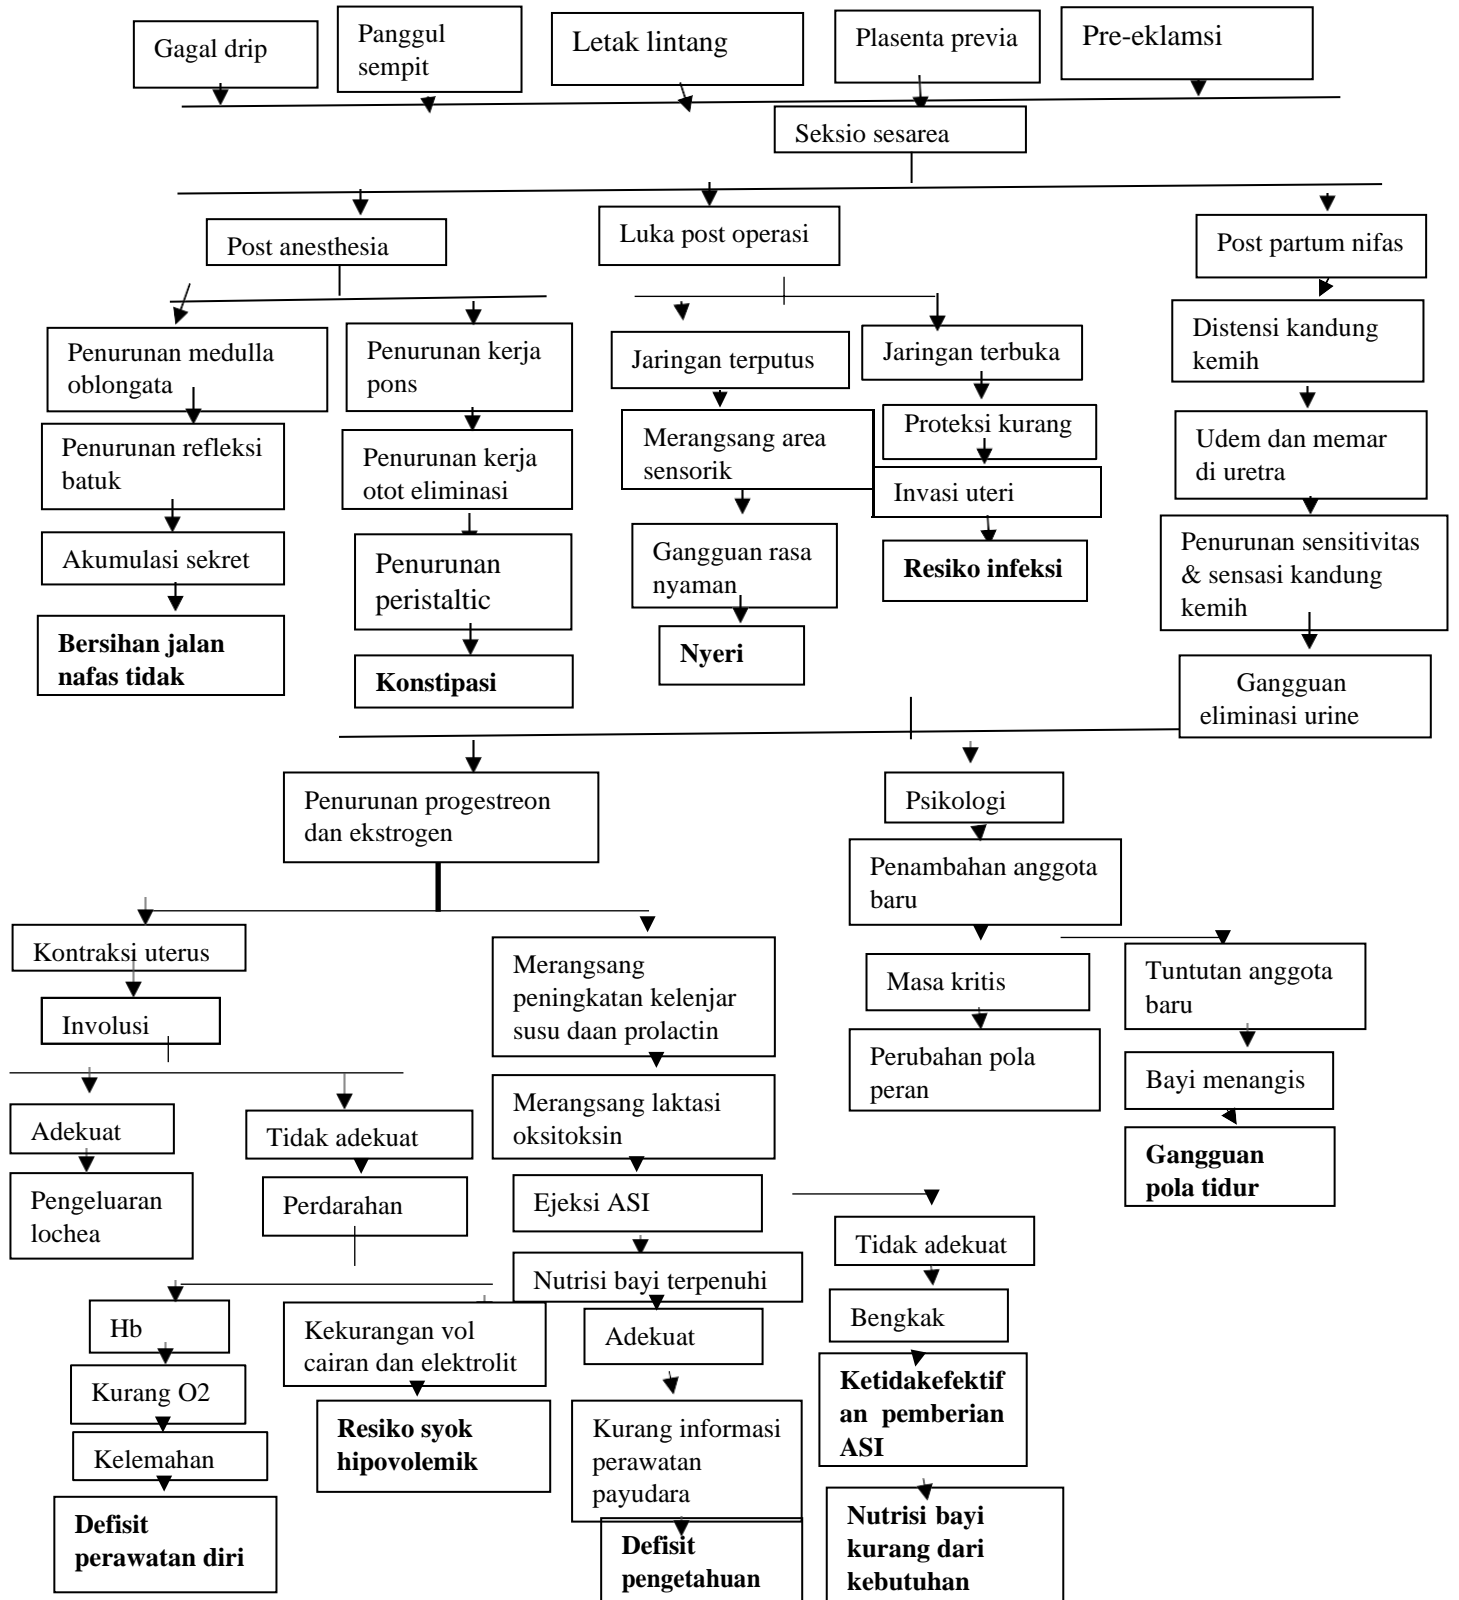 Gagal drip
Panggul
sempit
Letak lintang
Plasenta previa
Pre-eklamsi
Seksio sesarea
Post anesthesia
Luka post operasi
Post partum nifas
Penurunan medulla
oblongata
Penurunan kerja
pons
Jaringan terputus
Jaringan terbuka
Distensi kandung
kemih
Penurunan refleksi
batuk
Penurunan kerja
otot eliminasi
Merangsang area
sensorik
Proteksi kurang
Udem dan memar
di uretra
Invasi uteri
Akumulasi sekret
Penurunan
peristaltic
Gangguan rasa
nyaman
Resiko infeksi
Penurunan sensitivitas
& sensasi kandung
kemih
Bersihan jalan
nafas tidak
Konstipasi
Nyeri
Gangguan
eliminasi urine
Penurunan progestreon
dan ekstrogen
Psikologi
Penambahan anggota
baru
Kontraksi uterus
Merangsang
peningkatan kelenjar
susu daan prolactin
Masa kritis
Tuntutan anggota
baru
Involusi
Perubahan pola
peran
Bayi menangis
Adekuat
Tidak adekuat
Merangsang laktasi
oksitoksin
Gangguan
pola tidur
Pengeluaran
lochea
Perdarahan
Ejeksi ASI
Tidak adekuat
Nutrisi bayi terpenuhi
Hb
Kekurangan vol
cairan dan elektrolit
Adekuat
Bengkak
Kurang O2
Resiko syok
hipovolemik
Kurang informasi
perawatan
payudara
Ketidakefektif
an pemberian
ASI
Kelemahan
Defisit
perawatan diri
Defisit
pengetahuan
Nutrisi bayi
kurang dari
kebutuhan